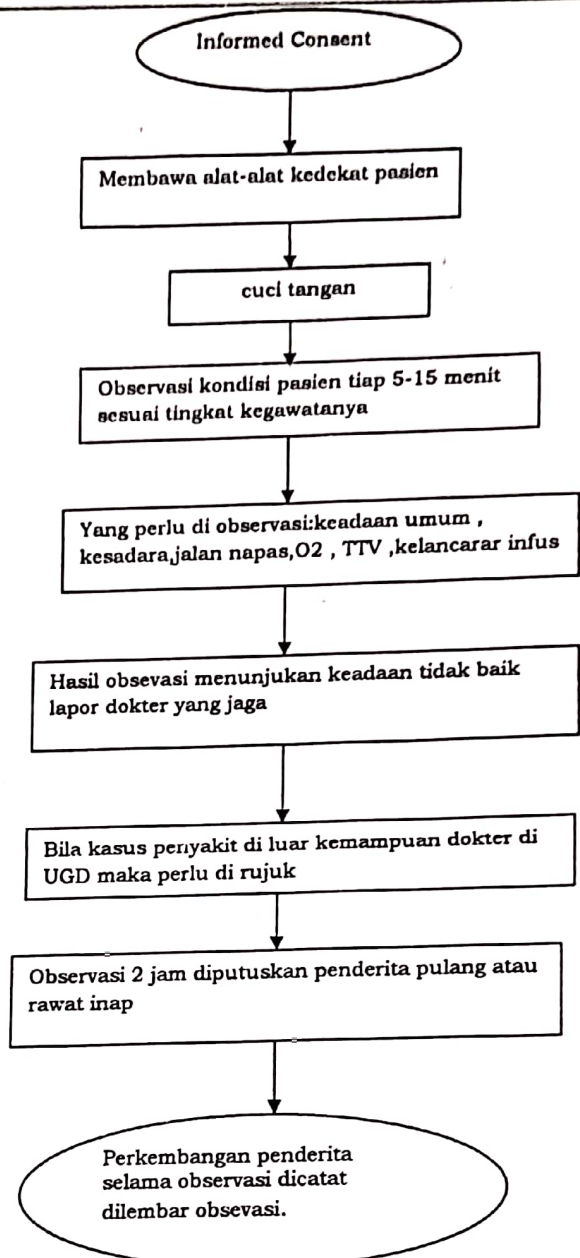 Informed Consent
Membawa alat-alat kedekat pasien
cuci tangan
Observasi kondisi pasien tiap 5-15 menit
sesuai tingkat kegawatanya
Yang perlu di observasi:keadaan umum ,
kesadara,jalan napas,O2 , TTV ,kelancarar infus
Hasil obsevasi menunjukan keadaan tidak baik
lapor dokter yang jaga
Bila kasus penyakit di luar kemampuan dokter di
UGD maka perlu di rujuk
Observasi 2 jam diputuskan penderita pulang atau
rawat inap
Perkembangan penderita
selama observasi dicatat
dilembar obsevasi.